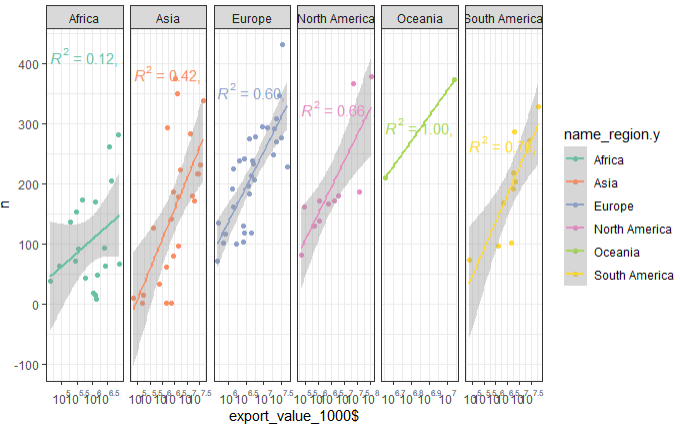 Africa
Asia
Europe
North America
Oceania
South America
400
300
200
100
0
-100
n
R² = 0.12,
R² = 0.42,
R² = 0.60
R² = 0.66
R² = 1.00,
export_value_1000$
name_region.y
Africa
Asia
Europe
North America
Oceania
South America